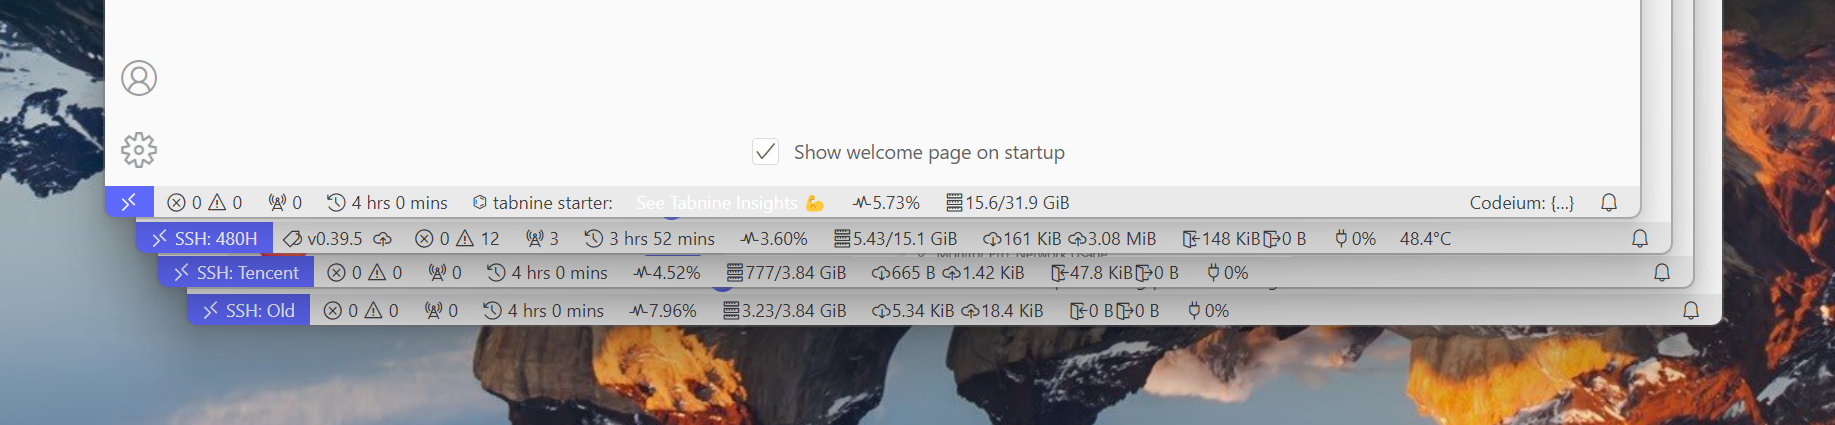 Show welcome page on startup
0 0 0 4 hrs 0 mins tabnine starter: See Tabnine Insights 💪 5.73% 15.6/31.9 GiB Codeium: {...}
SSH: 480H v0.39.5 0 12 3 3 hrs 52 mins 3.60% 5.43/15.1 GiB 161 KiB 3.08 MiB 148 KiB 0 B 0% 48.4°C
SSH: Tencent 0 0 0 4 hrs 0 mins 4.52% 777/3.84 GiB 665 B 1.42 KiB 47.8 KiB 0 B 0%
SSH: Old 0 0 0 4 hrs 0 mins 7.96% 3.23/3.84 GiB 5.34 KiB 18.4 KiB 0 B 0 B 0%